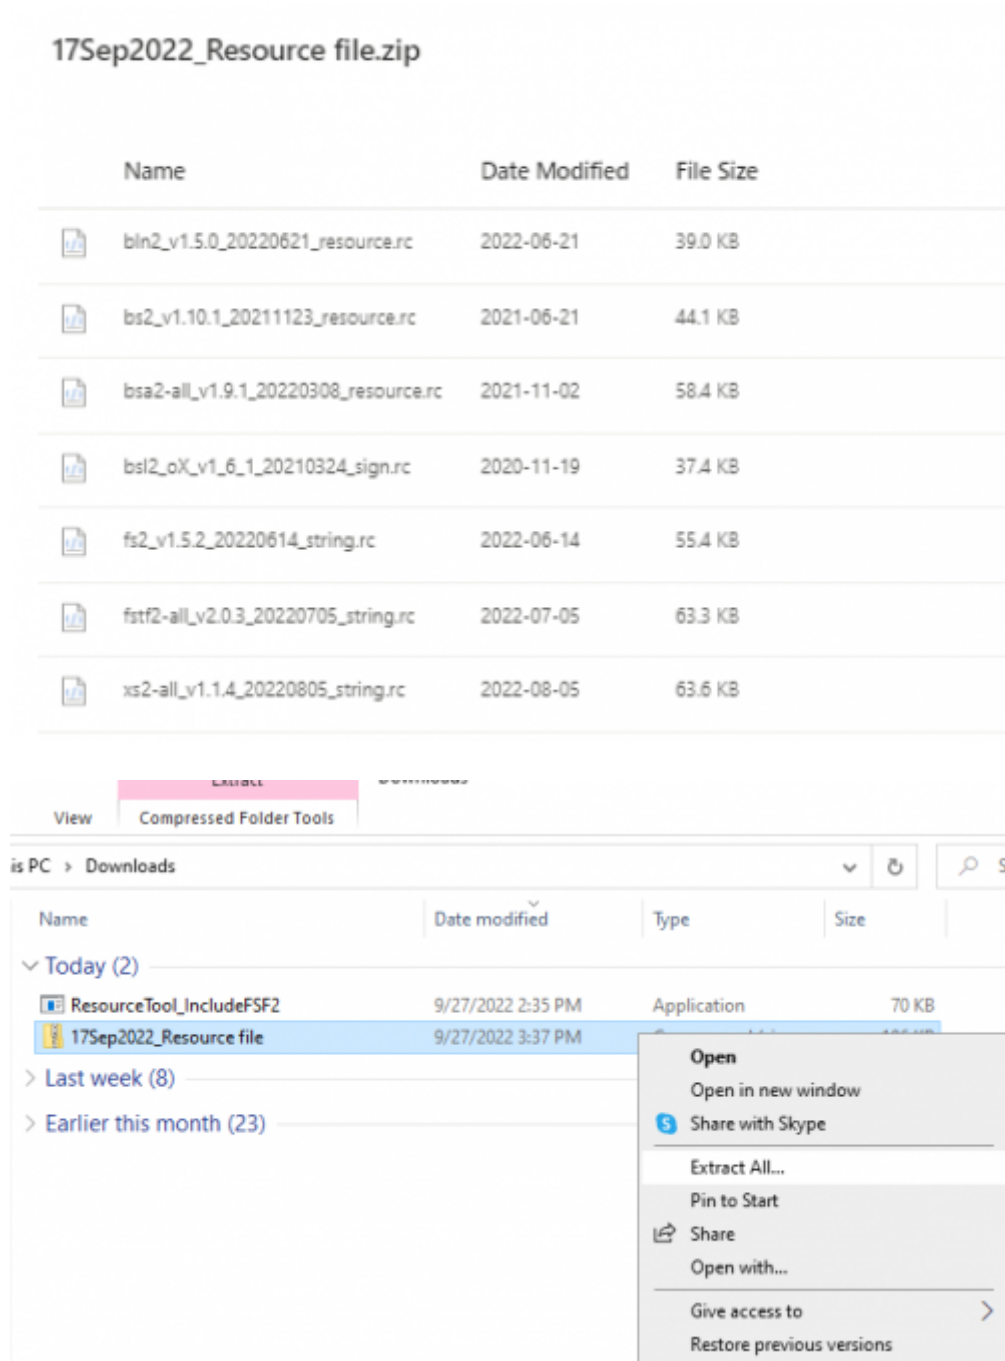 17Sep2022_Resource file.zip
Name Date Modified File Size
bln2_v1.5.0_20220621_resource.rc 2022-06-21 39.0 KB
bs2_v1.10.1_20211123_resource.rc 2021-06-21 44.1 KB
bsa2-all_v1.9.1_20220308_resource.rc 2021-11-02 58.4 KB
bsl2_oX_v1_6_1_20210324_sign.rc 2020-11-19 37.4 KB
fs2_v1.5.2_20220614_string.rc 2022-06-14 55.4 KB
fstf2-all_v2.0.3_20220705_string.rc 2022-07-05 63.3 KB
xs2-all_v1.1.4_20220805_string.rc 2022-08-05 63.6 KB
Extract Downloads
View Compressed Folder Tools
is PC > Downloads
Name Date modified Type Size
Today (2)
ResourceTool_IncludeFSF2 9/27/2022 2:35 PM Application 70 KB
17Sep2022_Resource file 9/27/2022 3:37 PM
Open
Last week (8)
Open in new window
Earlier this month (23)
Share with Skype
Extract All...
Pin to Start
Share
Open with...
Give access to
Restore previous versions